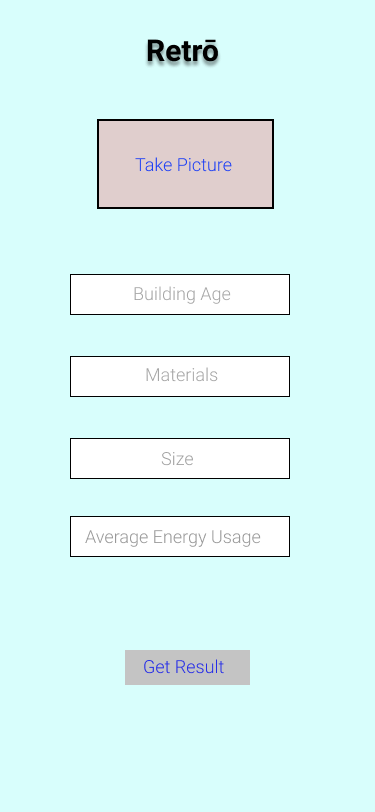 Retrō
Take Picture
Building Age
Materials
Size
Average Energy Usage
Get Result